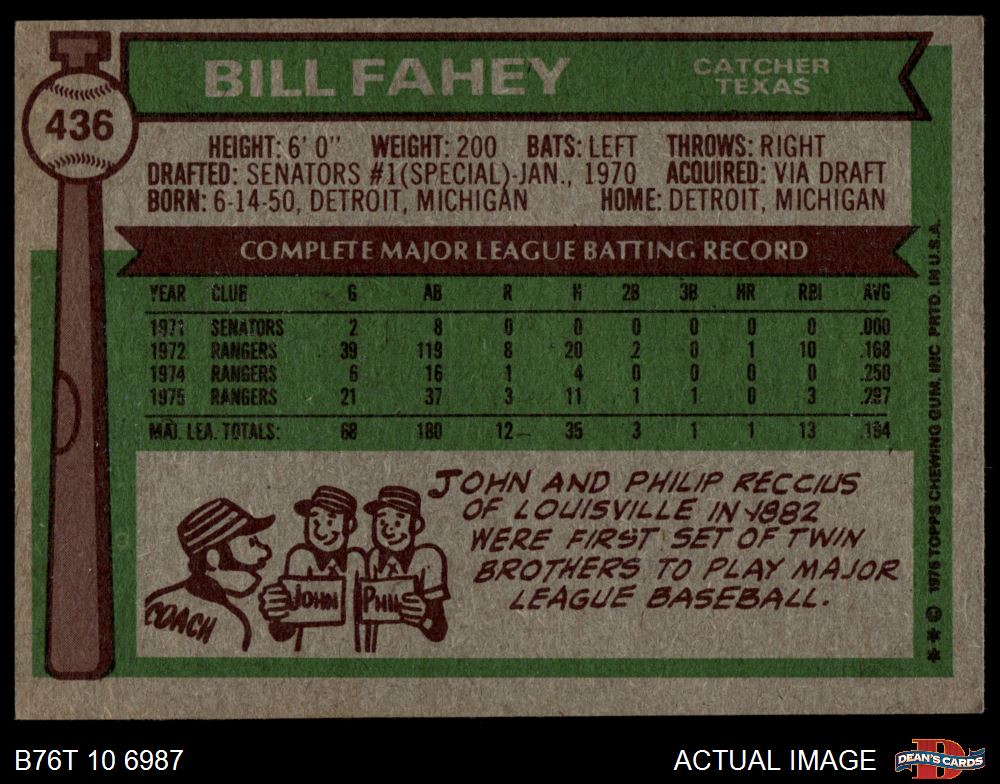 436
BILL FAHEY
CATCHER
TEXAS
HEIGHT: 6' 0" WEIGHT: 200 BATS: LEFT THROWS: RIGHT
DRAFTED: SENATORS #1(SPECIAL)-JAN., 1970 ACQUIRED: VIA DRAFT
BORN: 6-14-50, DETROIT, MICHIGAN HOME: DETROIT, MICHIGAN
COMPLETE MAJOR LEAGUE BATTING RECORD
YEAR CLUB G AB R H 2B 3B HR RBI AVG
1971 SENATORS 2 8 0 0 0 0 0 0 .000
1972 RANGERS 39 119 8 20 2 0 1 10 .168
1974 RANGERS 6 16 1 4 0 0 0 0 .250
1975 RANGERS 21 37 3 11 1 1 0 3 .297
MAJ. LEA. TOTALS: 68 180 12 35 3 1 1 13 .194
JOHN AND PHILIP RECCIUS
OF LOUISVILLE IN 1882
WERE FIRST SET OF TWIN
BROTHERS TO PLAY MAJOR
LEAGUE BASEBALL.
COACH
JOHN
PHIL
** © 1976 TOPPS CHEWING GUM, INC PRTD. IN U.S.A.
B76T 10 6987
ACTUAL IMAGE
D
DEAN'S CARDS